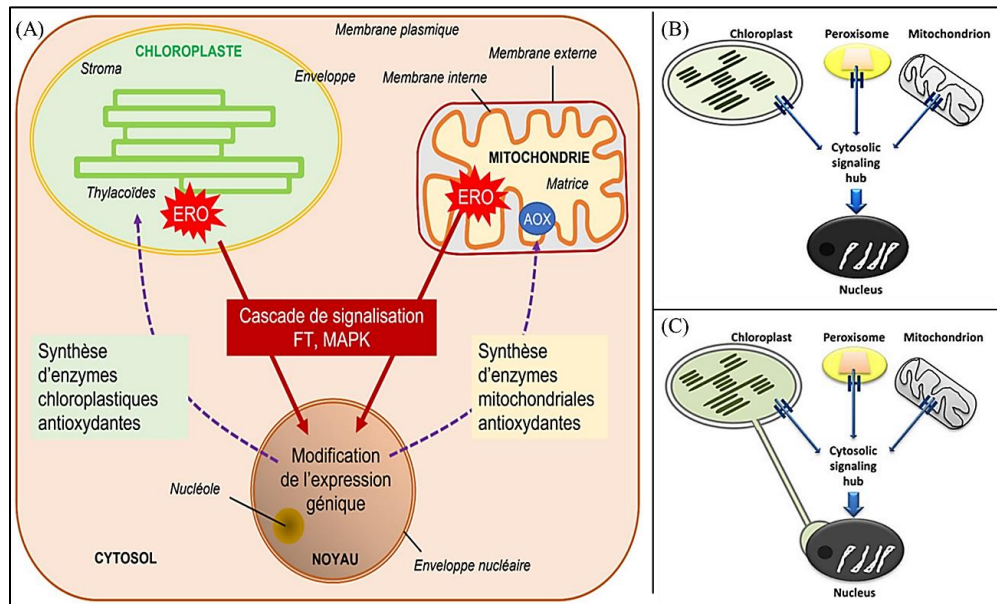 (A)
CHLOROPLASTE
Stroma
Enveloppe
Thylacoïdes
ERO
Membrane plasmique
Membrane externe
Membrane interne
MITOCHONDRIE
Matrice
ERO
AOX
Cascade de signalisation
FT, MAPK
Synthèse
d'enzymes
chloroplastiques
antioxydantes
Synthèse
d'enzymes
mitochondriales
antioxydantes
Modification
de l'expression
génique
Nucléole
CYTOSOL
NOYAU
Enveloppe nucléaire
(B)
Chloroplast
Peroxisome
Mitochondrion
Cytosolic
signaling
hub
Nucleus
(C)
Chloroplast
Peroxisome
Mitochondrion
Cytosolic
signaling
hub
Nucleus